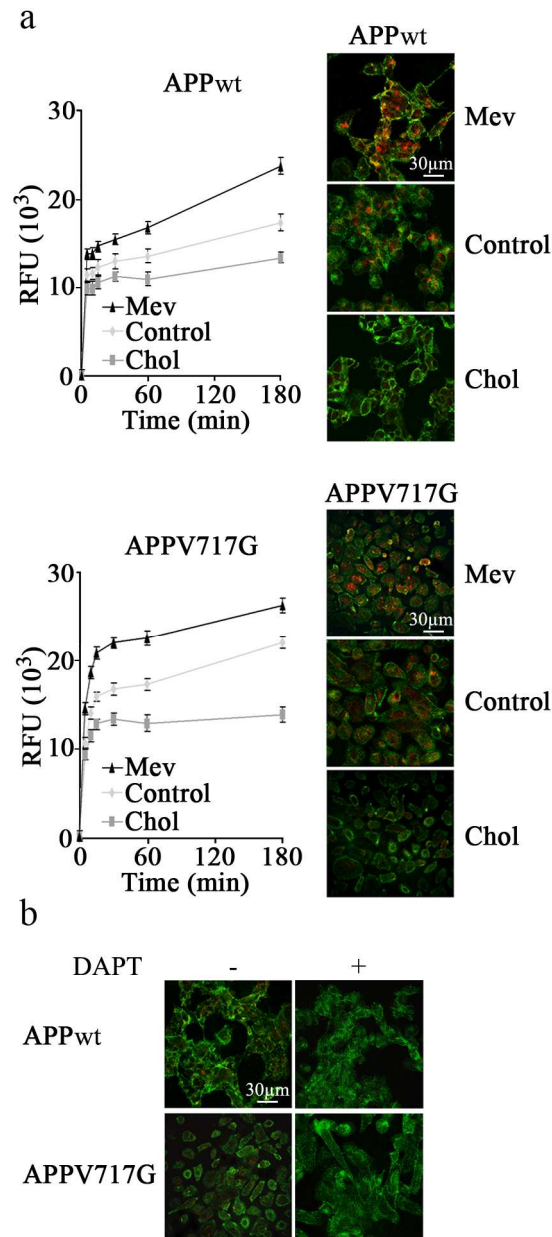 a
APPwt
30
20
10
0
RFU (10³)
Mev
Control
Chol
0 60 120 180
Time (min)
APPwt
Mev
30µm
Control
Chol
APPV717G
30
20
10
0
RFU (10³)
Mev
Control
Chol
0 60 120 180
Time (min)
APPV717G
Mev
30µm
Control
Chol
b
DAPT - +
APPwt
30µm
APPV717G